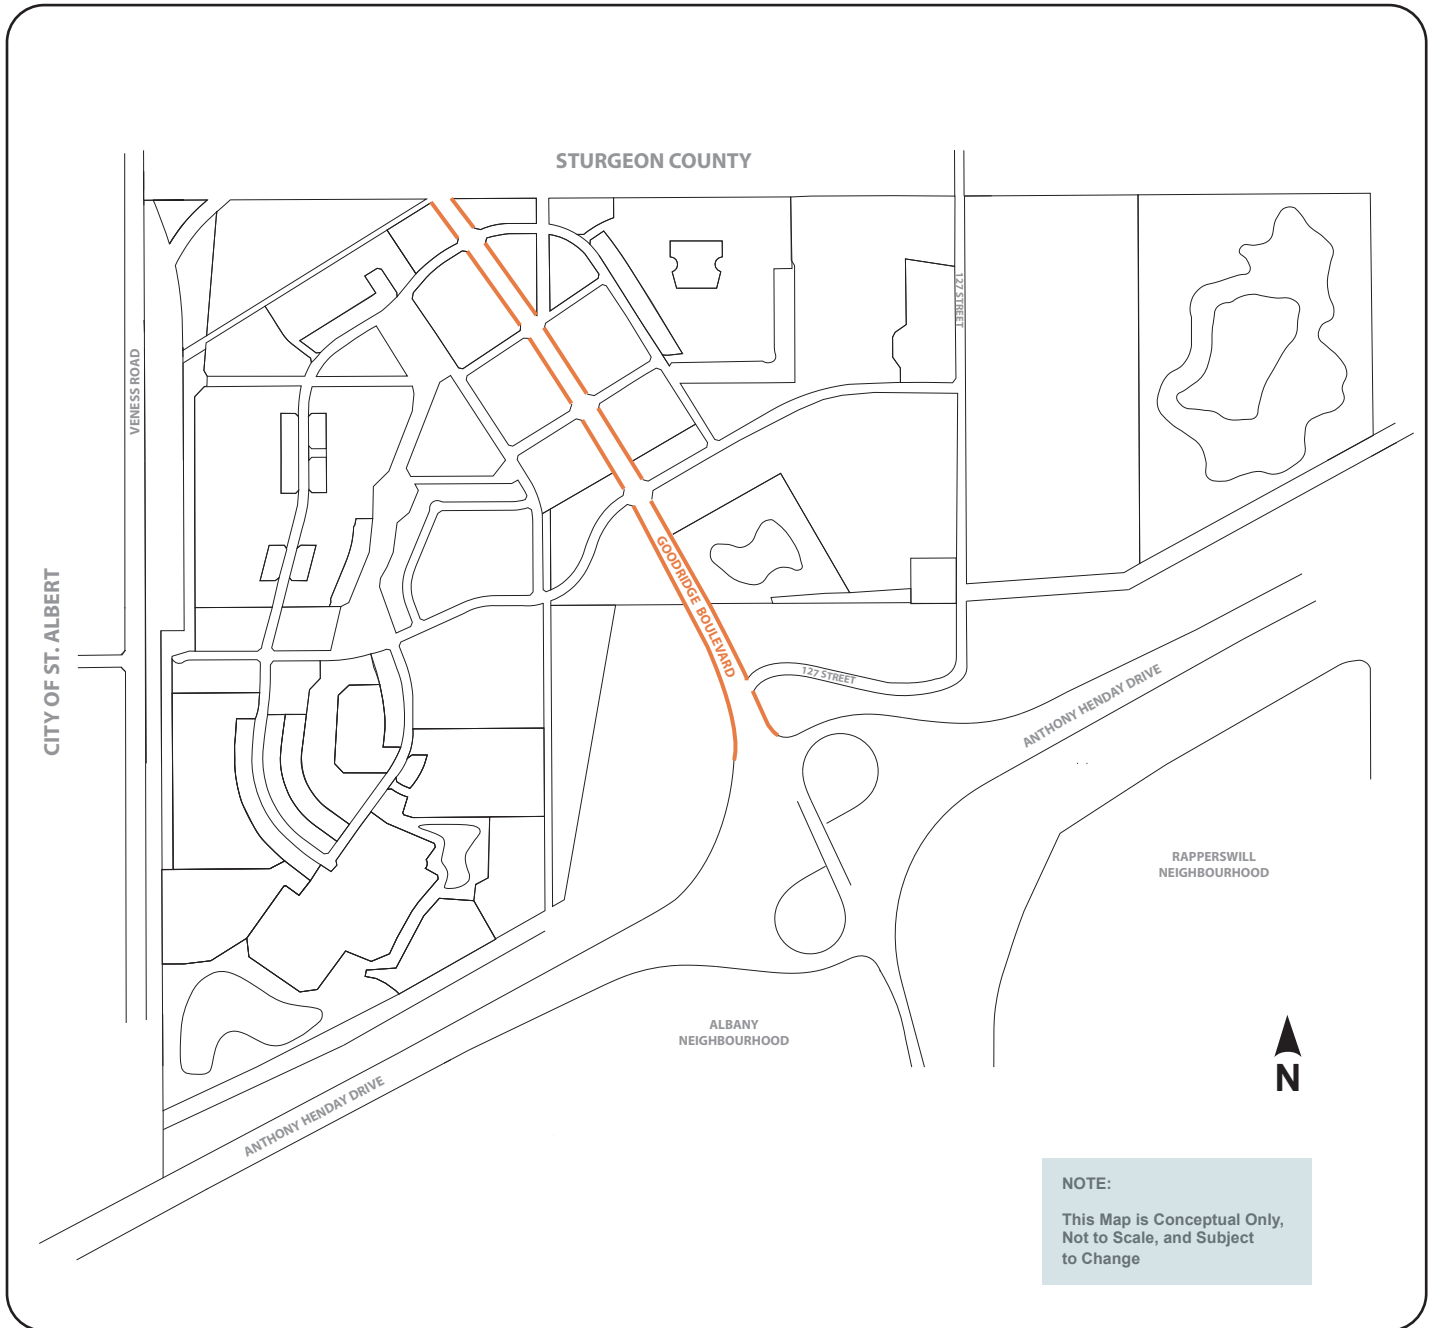 STURGEON COUNTY
127 STREET
VENESS ROAD
CITY OF ST. ALBERT
GOODRIDGE BOULEVARD
127 STREET
ANTHONY HENDAY DRIVE
RAPPERSWILL
NEIGHBOURHOOD
ALBANY
NEIGHBOURHOOD
ANTHONY HENDAY DRIVE
N
NOTE:
This Map is Conceptual Only,
Not to Scale, and Subject
to Change